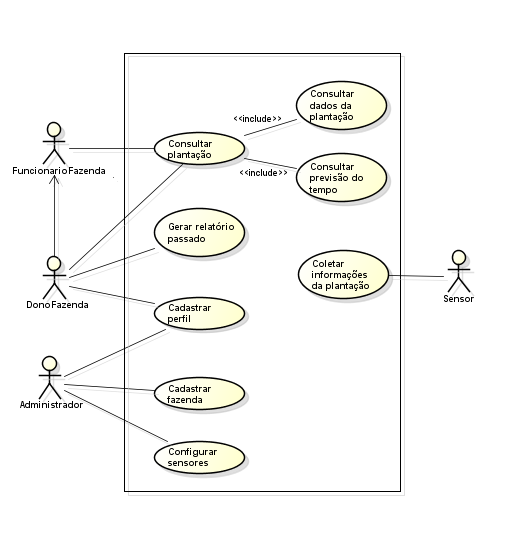 Consultar
dados da
plantação
<<include>>
Consultar
plantação
FuncionarioFazenda
<<include>>
Consultar
previsão do
tempo
Gerar relatório
passado
Coletar
informações
da plantação
Sensor
DonoFazenda
Cadastrar
perfil
Administrador
Cadastrar
fazenda
Configurar
sensores